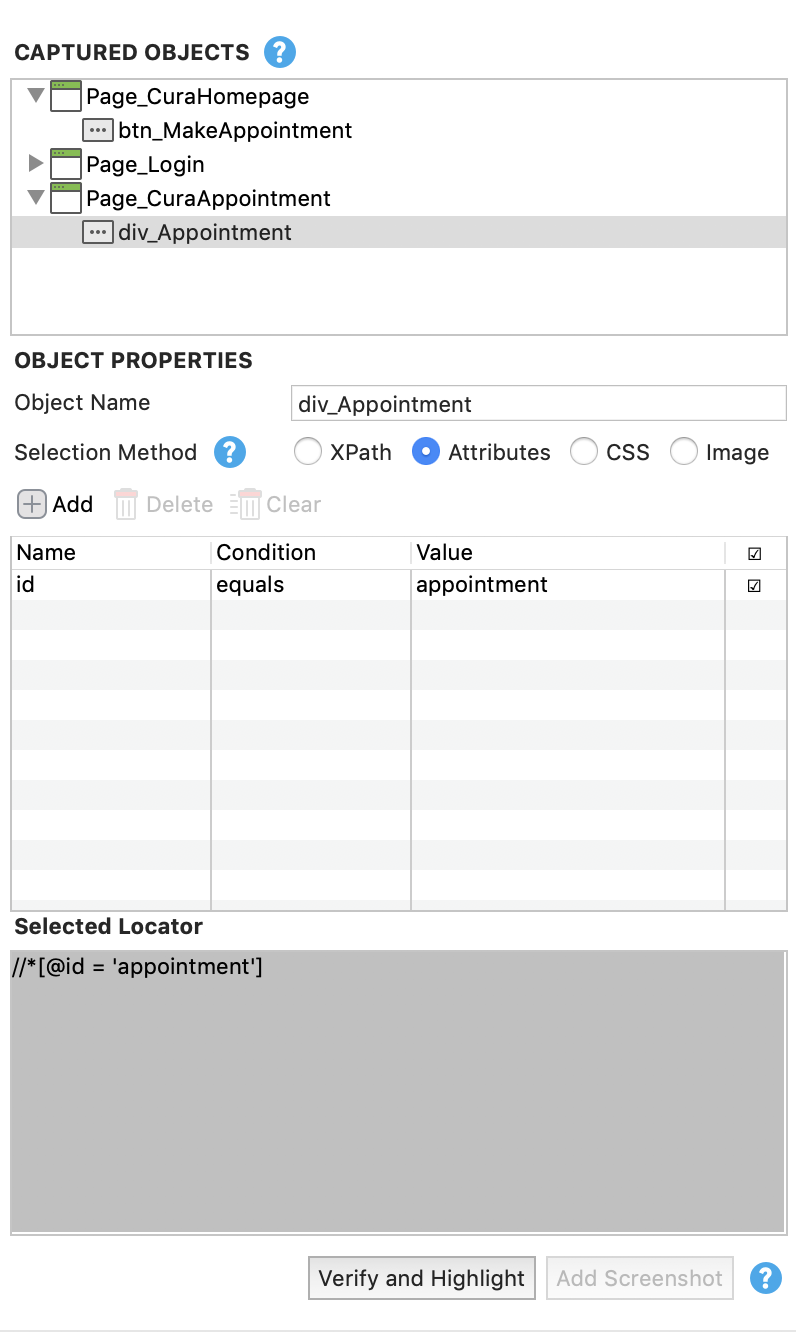 CAPTURED OBJECTS ?
Page_CuraHomepage
btn_MakeAppointment
Page_Login
Page_CuraAppointment
div_Appointment
OBJECT PROPERTIES
Object Name div_Appointment
Selection Method ? XPath Attributes CSS Image
Add Delete Clear
Name Condition Value ☑
id equals appointment ☑
Selected Locator
//*[@id = 'appointment']
Verify and Highlight Add Screenshot ?